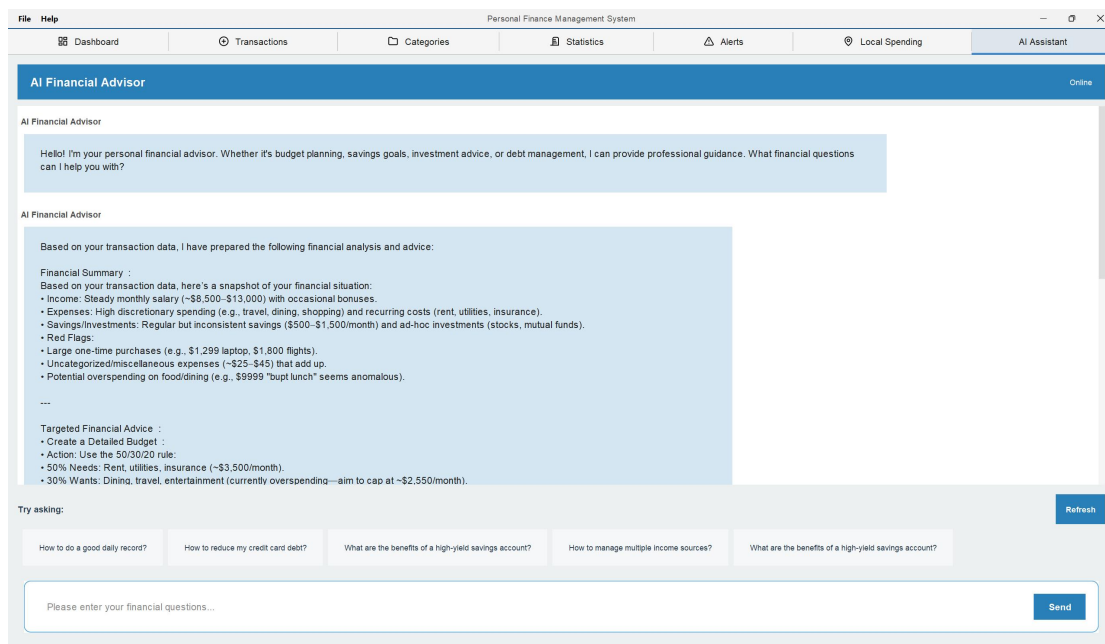 File Help
Personal Finance Management System
Dashboard
Transactions
Categories
Statistics
Alerts
Local Spending
AI Assistant
AI Financial Advisor
Online
AI Financial Advisor
Hello! I'm your personal financial advisor. Whether it's budget planning, savings goals, investment advice, or debt management, I can provide professional guidance. What financial questions
can I help you with?
AI Financial Advisor
Based on your transaction data, I have prepared the following financial analysis and advice:
Financial Summary :
Based on your transaction data, here's a snapshot of your financial situation:
• Income: Steady monthly salary (~$8,500–$13,000) with occasional bonuses.
• Expenses: High discretionary spending (e.g., travel, dining, shopping) and recurring costs (rent, utilities, insurance).
• Savings/Investments: Regular but inconsistent savings ($500–$1,500/month) and ad-hoc investments (stocks, mutual funds).
• Red Flags:
• Large one-time purchases (e.g., $1,299 laptop, $1,800 flights).
• Uncategorized/miscellaneous expenses (~$25–$45) that add up.
• Potential overspending on food/dining (e.g., $9999 "bupt lunch" seems anomalous).
---
Targeted Financial Advice :
• Create a Detailed Budget :
• Action: Use the 50/30/20 rule:
• 50% Needs: Rent, utilities, insurance (~$3,500/month).
• 30% Wants: Dining, travel, entertainment (currently overspending—aim to cap at ~$2,550/month).
Try asking:
Refresh
How to do a good daily record?
How to reduce my credit card debt?
What are the benefits of a high-yield savings account?
How to manage multiple income sources?
What are the benefits of a high-yield savings account?
Please enter your financial questions...
Send